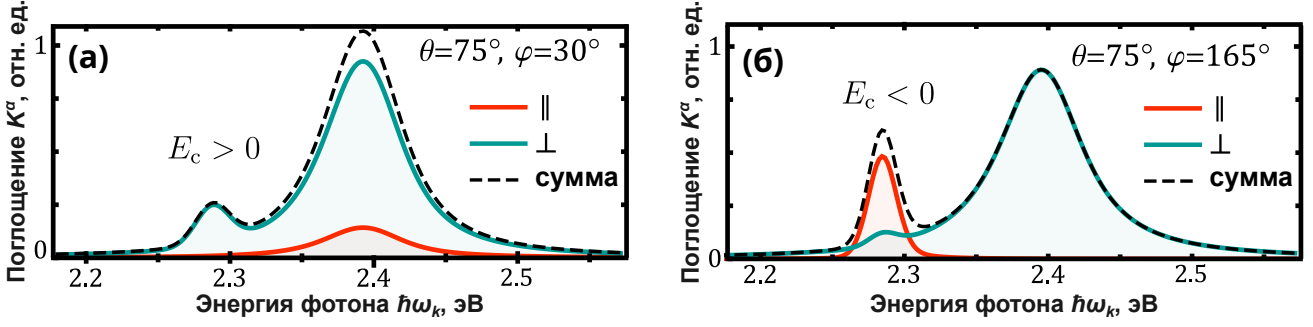 Поглощение K^α, отн. ед.
(а)
θ=75°, φ=30°
E_c > 0
∥
⊥
сумма
1
0
2.2 2.3 2.4 2.5
Энергия фотона ħω_k, эВ
Поглощение K^α, отн. ед.
(б)
θ=75°, φ=165°
E_c < 0
∥
⊥
сумма
1
0
2.2 2.3 2.4 2.5
Энергия фотона ħω_k, эВ